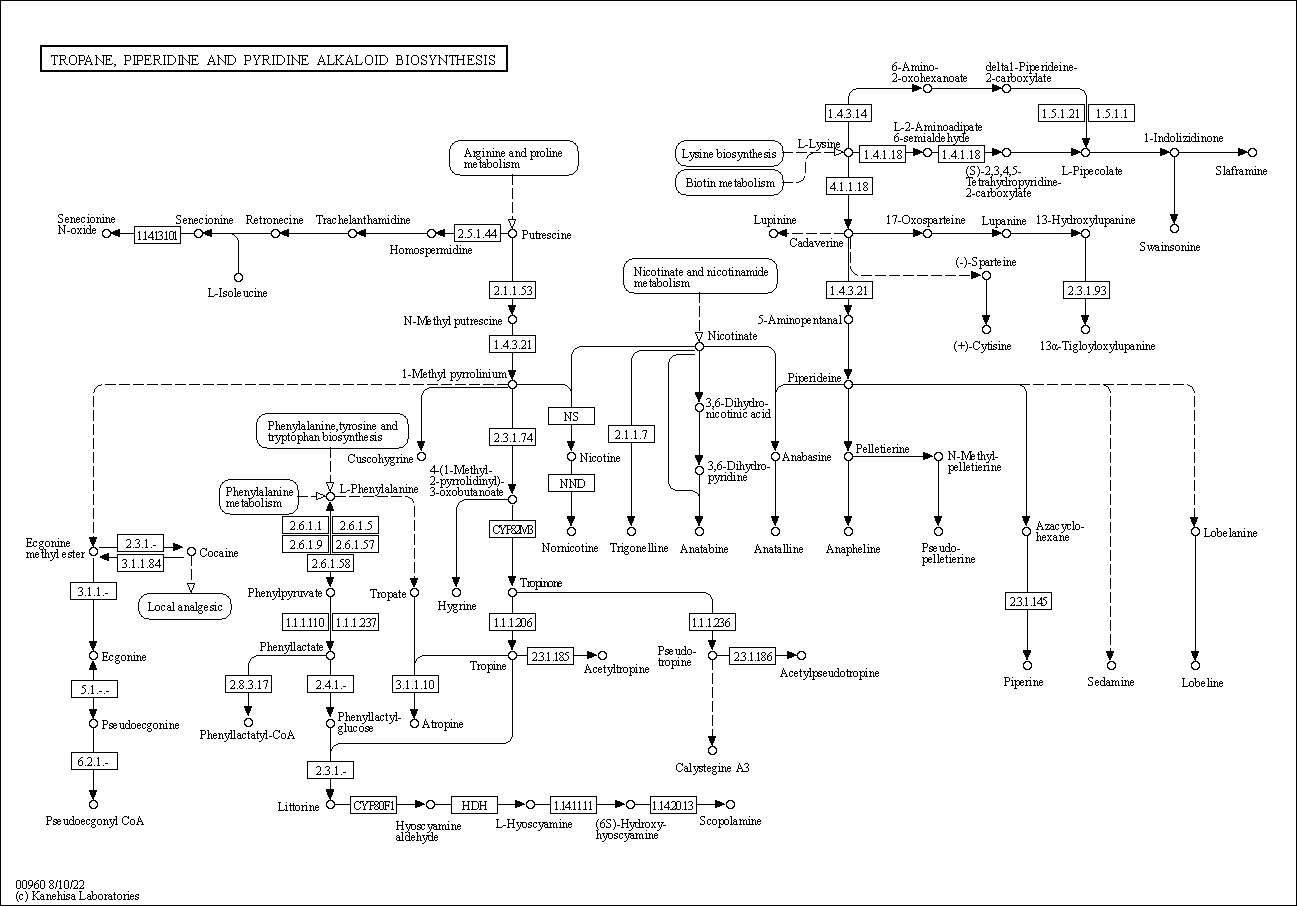 TROPANE, PIPERIDINE AND PYRIDINE ALKALOID BIOSYNTHESIS
6-Amino-
2-oxohexanoate
delta1-Piperideine-
2-carboxylate
1.4.3.14
1.5.1.21
1.5.1.1
L-2-Aminoadipate
6-semialdehyde
1-Indolizidinone
Arginine and proline
metabolism
Lysine biosynthesis
L-Lysine
1.4.1.18
1.4.1.18
Biotin metabolism
4.1.1.18
(S)-2,3,4,5-
Tetrahydropyridine-
2-carboxylate
L-Pipecolate
Slaframine
Senecionine
N-oxide
11413101
Senecionine
Retronecine
Trachelanthamidine
Homospermidine
2.5.1.44
Putrescine
Lupinine
Cadaverine
17-Oxosparteine
Lupanine
13-Hydroxylupanine
Swainsonine
L-Isoleucine
Nicotinate and nicotinamide
metabolism
(-)-Sparteine
2.1.1.53
1.4.3.21
2.3.1.93
N-Methyl putrescine
5-Aminopentanal
1.4.3.21
Nicotinate
(+)-Cytisine
13α-Tigloyloxylupanine
1-Methyl pyrrolinium
Piperideine
Phenylalanine,tyrosine and
tryptophan biosynthesis
NS
3,6-Dihydro-
nicotinic acid
2.3.1.74
2.1.1.7
Cuscohygrine
Nicotine
Anabasine
Pelletierine
N-Methyl-
pelletierine
4-(1-Methyl-
2-pyrrolidinyl)-
3-oxobutanoate
NND
3,6-Dihydro-
pyridine
Phenylalanine
metabolism
L-Phenylalanine
2.6.1.1
2.6.1.5
CYP82M3
2.6.1.9
2.6.1.57
2.6.1.58
Nornicotine
Trigonelline
Anatabine
Anatalline
Anapheline
Pseudo-
pelletierine
Azacyclo-
hexane
Lobelanine
Ecgonine
methyl ester
2.3.1.-
3.1.1.84
Cocaine
3.1.1.-
Local analgesic
Phenylpyruvate
Tropate
Hygrine
Tropinone
2.3.1.145
1.1.1.110
1.1.1.237
1.1.1.206
1.1.1.236
Phenyllactate
Ecgonine
Tropine
2.3.1.185
Acetyltropine
Pseudo-
tropine
2.3.1.186
Acetylpseudotropine
Piperine
Sedamine
Lobeline
5.1.-.-
2.8.3.17
2.4.1.-
3.1.1.10
Pseudoecgonine
Phenyllactatyl-CoA
Phenyllactyl-
glucose
Atropine
6.2.1.-
2.3.1.-
Calystegine A3
Pseudoecgonyl CoA
Littorine
CYP80F1
Hyoscyamine
aldehyde
HDH
L-Hyoscyamine
1.14.11.11
(6S)-Hydroxy-
hyoscyamine
1.14.20.13
Scopolamine
00960 8/10/22
(c) Kanehisa Laboratories